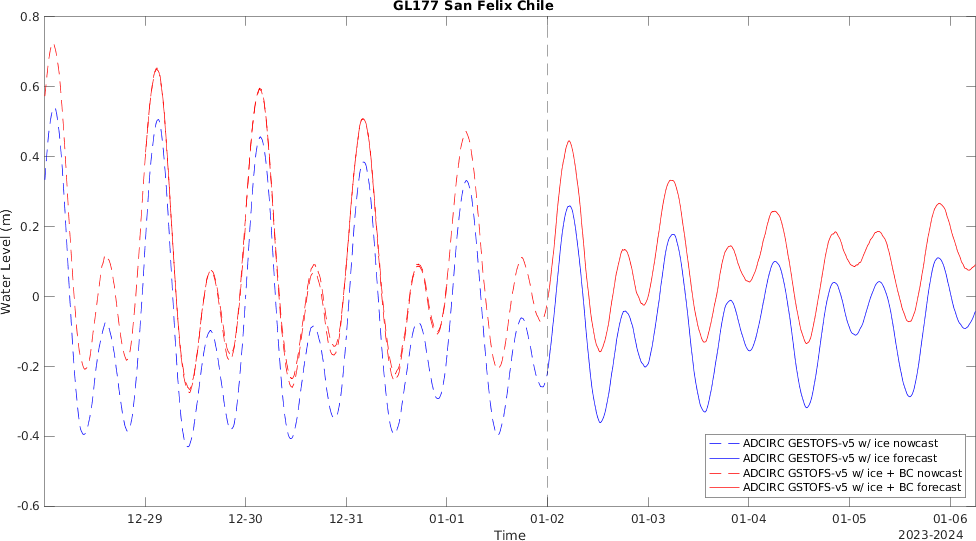 GL177 San Felix Chile
0.8
0.6
0.4
0.2
0
-0.2
-0.4
-0.6
Water Level (m)
12-29
12-30
12-31
01-01
01-02
01-03
01-04
01-05
01-06
Time
2023-2024
ADCIRC GESTOFS-v5 w/ ice nowcast
ADCIRC GESTOFS-v5 w/ ice forecast
ADCIRC GSTOFS-v5 w/ ice + BC nowcast
ADCIRC GSTOFS-v5 w/ ice + BC forecast